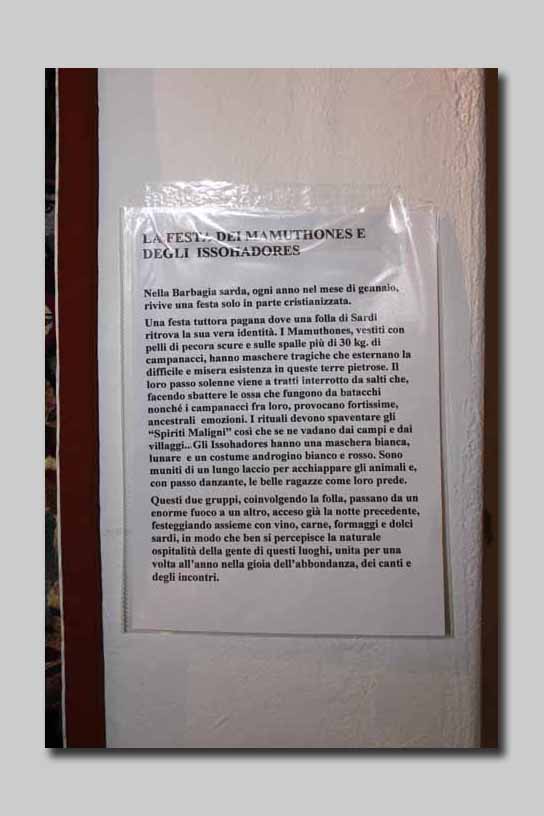 LA FESTA DEI MAMUTHONES E
DEGLI ISSOHADORES
Nella Barbagia sarda, ogni anno nel mese di gennaio,
rivive una festa solo in parte cristianizzata.
Una festa tuttora pagana dove una folla di Sardi
ritrova la sua vera identità. I Mamuthones, vestiti con
pelli di pecora scure e sulle spalle più di 30 kg. di
campanacci, hanno maschere tragiche che esternano la
difficile e misera esistenza in queste terre pietrose. Il
loro passo solenne viene a tratti interrotto da salti che,
facendo sbattere le ossa che fungono da batacchi
nonché i campanacci fra loro, provocano fortissime,
ancestrali emozioni. I rituali devono spaventare gli
“Spiriti Maligni” così che se ne vadano dai campi e dai
villaggi...Gli Issohadores hanno una maschera bianca,
lunare e un costume androgino bianco e rosso. Sono
muniti di un lungo laccio per acchiappare gli animali e,
con passo danzante, le belle ragazze come loro prede.
Questi due gruppi, coinvolgendo la folla, passano da un
enorme fuoco a un altro, acceso già la notte precedente,
festeggiando assieme con vino, carne, formaggi e dolci
sardi, in modo che ben si percepisce la naturale
ospitalità della gente di questi luoghi, unita per una
volta all'anno nella gioia dell'abbondanza, dei canti e
degli incontri.